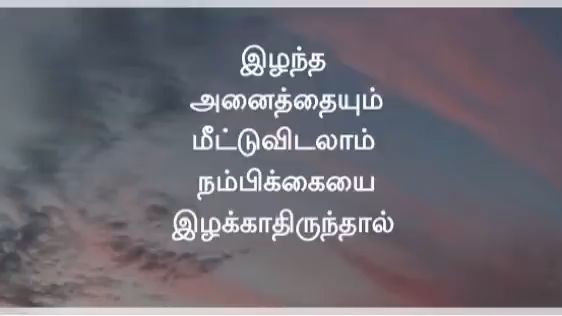 இழந்த
அனைத்தையும்
மீட்டுவிடலாம்
நம்பிக்கையை
இழக்காதிருந்தால்